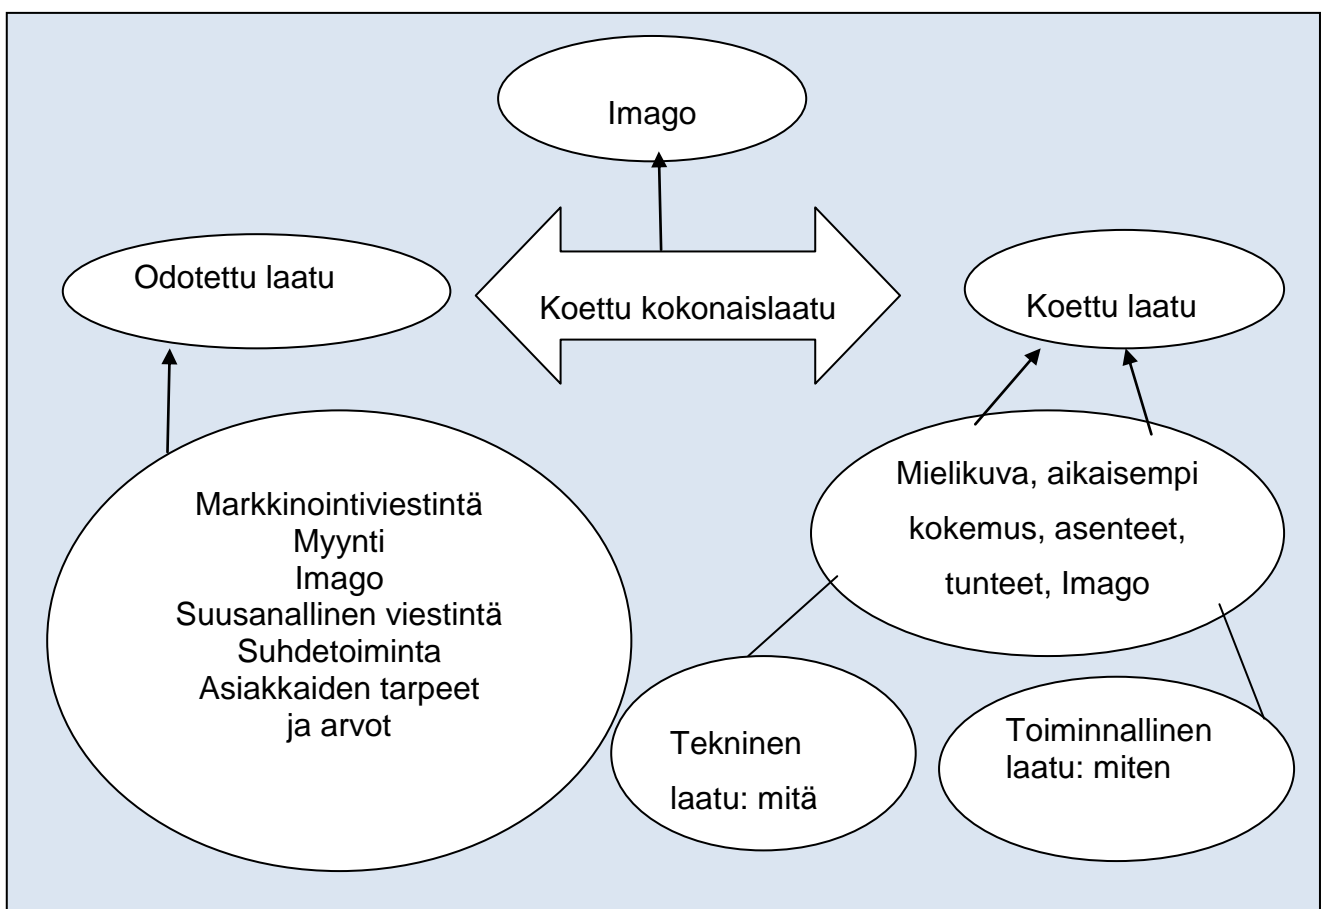 Imago
Odotettu laatu
Koettu kokonaislaatu
Koettu laatu
Markkinointiviestintä
Myynti
Imago
Suusanallinen viestintä
Suhdetoiminta
Asiakkaiden tarpeet
ja arvot
Mielikuva, aikaisempi
kokemus, asenteet,
tunteet, Imago
Tekninen
laatu: mitä
Toiminnallinen
laatu: miten